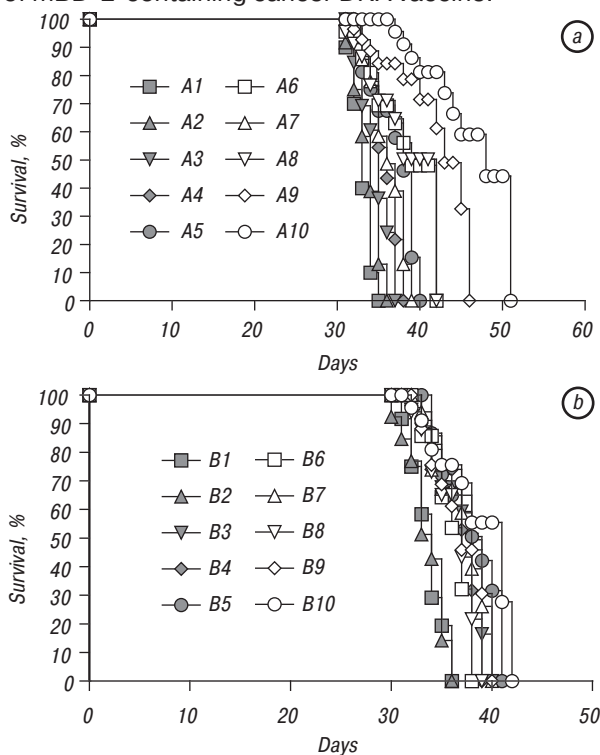 of mBD-2-containing cancer DNA vaccine.
a
100
90
80
70
60
50
40
30
20
10
0
Survival, %
A1 A6
A2 A7
A3 A8
A4 A9
A5 A10
0 10 20 30 40 50 60
Days
b
100
90
80
70
60
50
40
30
20
10
0
Survival, %
B1 B6
B2 B7
B3 B8
B4 B9
B5 B10
0 10 20 30 40 50
Days